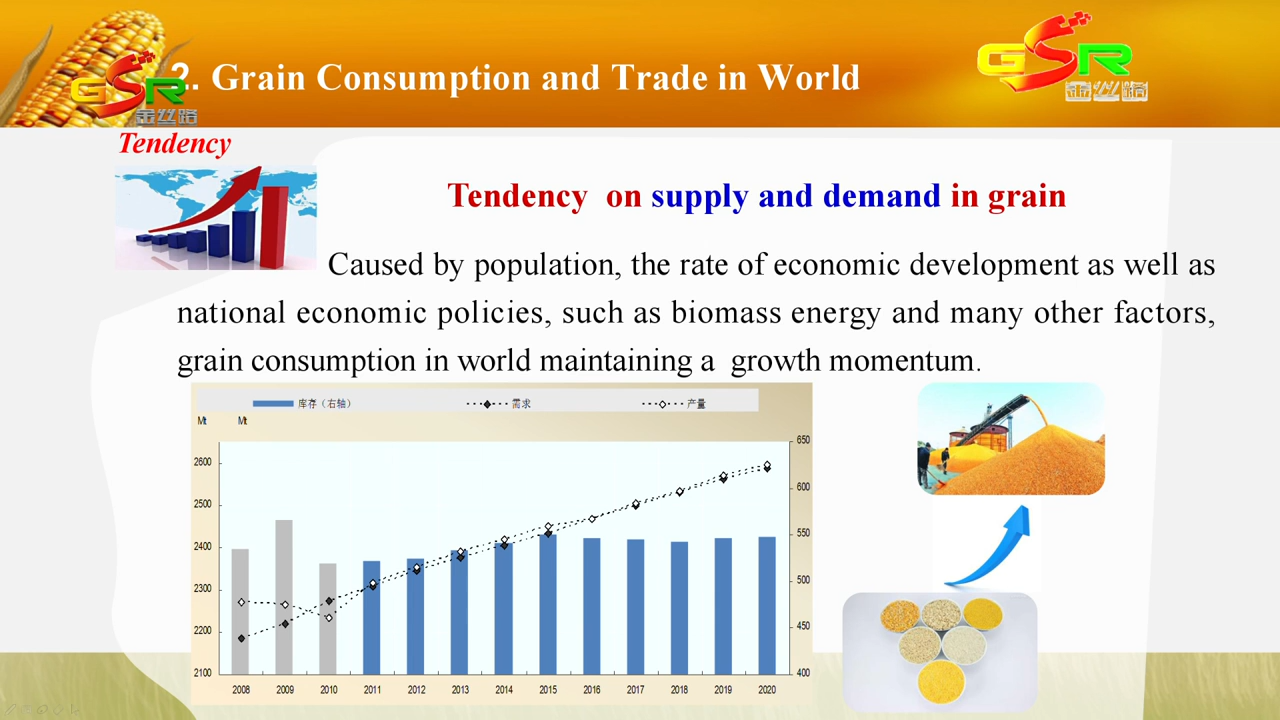 2. Grain Consumption and Trade in World
GSR
金丝路
GSR
金丝路
Tendency
Tendency on supply and demand in grain
Caused by population, the rate of economic development as well as
national economic policies, such as biomass energy and many other factors,
grain consumption in world maintaining a growth momentum.
库存（右轴） 需求 产量
Mt Mt
650
2600
600
2500
550
2400
500
2300
450
2200
2100 400
2008 2009 2010 2011 2012 2013 2014 2015 2016 2017 2018 2019 2020